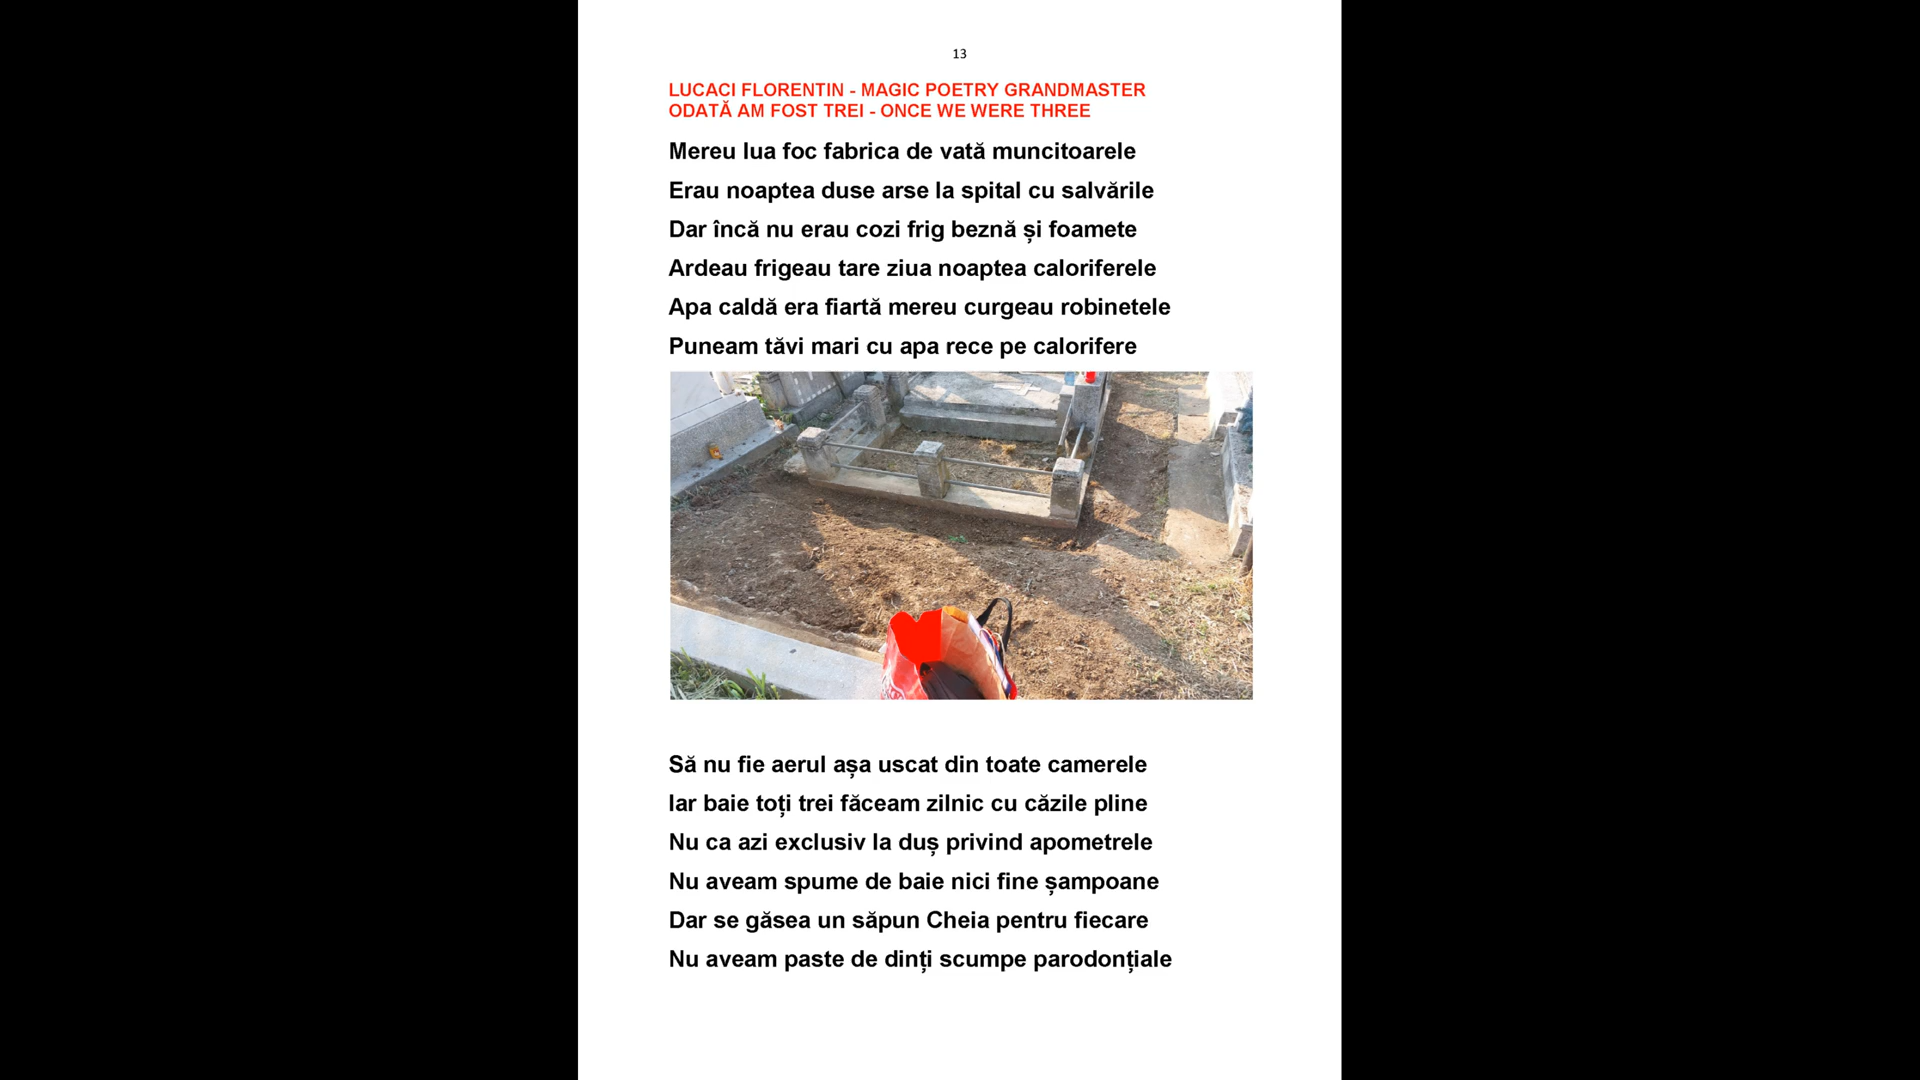 13
LUCACI FLORENTIN - MAGIC POETRY GRANDMASTER
ODATĂ AM FOST TREI - ONCE WE WERE THREE
Mereu lua foc fabrica de vată muncitoarele
Erau noaptea duse arse la spital cu salvările
Dar încă nu erau cozi frig beznă și foamete
Ardeau frigeau tare ziua noaptea caloriferele
Apa caldă era fiartă mereu curgeau robinetele
Puneam tăvi mari cu apa rece pe calorifere
Să nu fie aerul așa uscat din toate camerele
Iar baie toți trei făceam zilnic cu căzile pline
Nu ca azi exclusiv la duș privind apometrele
Nu aveam spume de baie nici fine șampoane
Dar se găsea un săpun Cheia pentru fiecare
Nu aveam paste de dinți scumpe parodonțiale